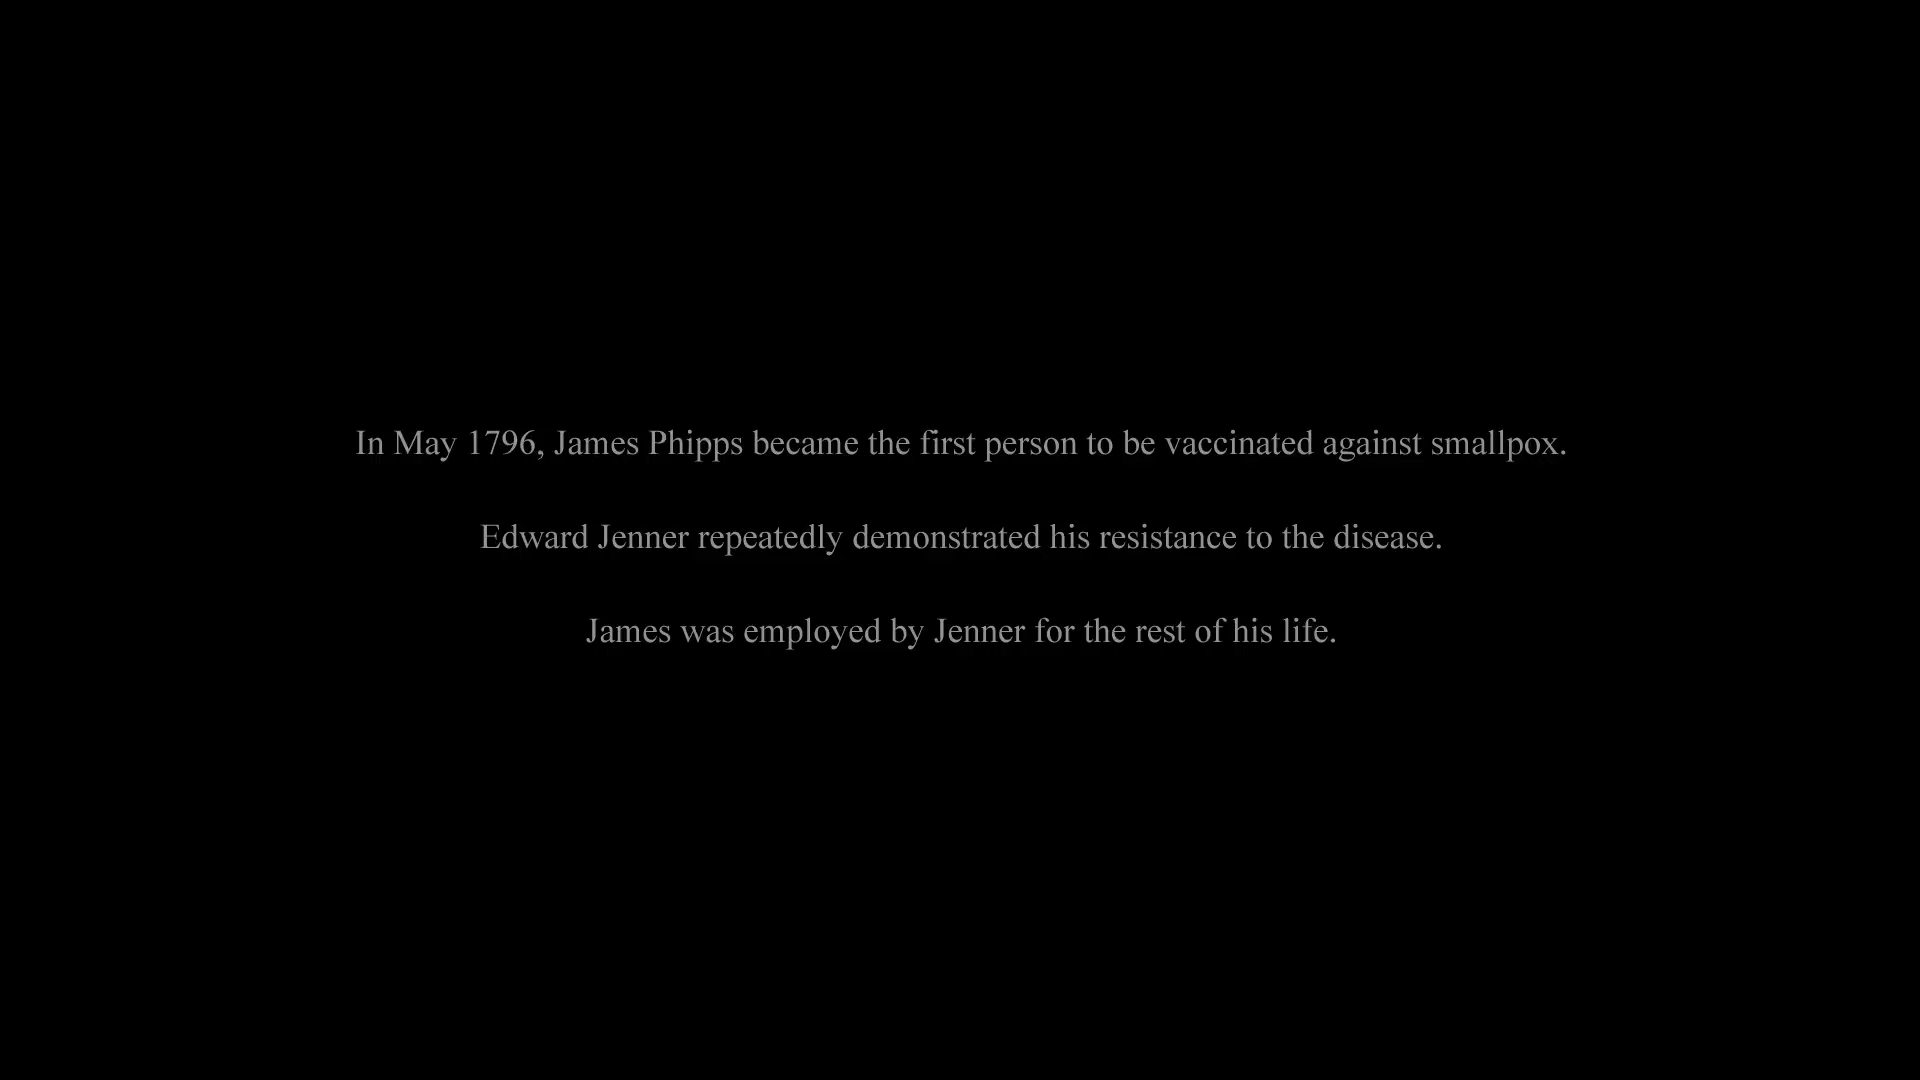 In May 1796, James Phipps became the first person to be vaccinated against smallpox.
Edward Jenner repeatedly demonstrated his resistance to the disease.
James was employed by Jenner for the rest of his life.